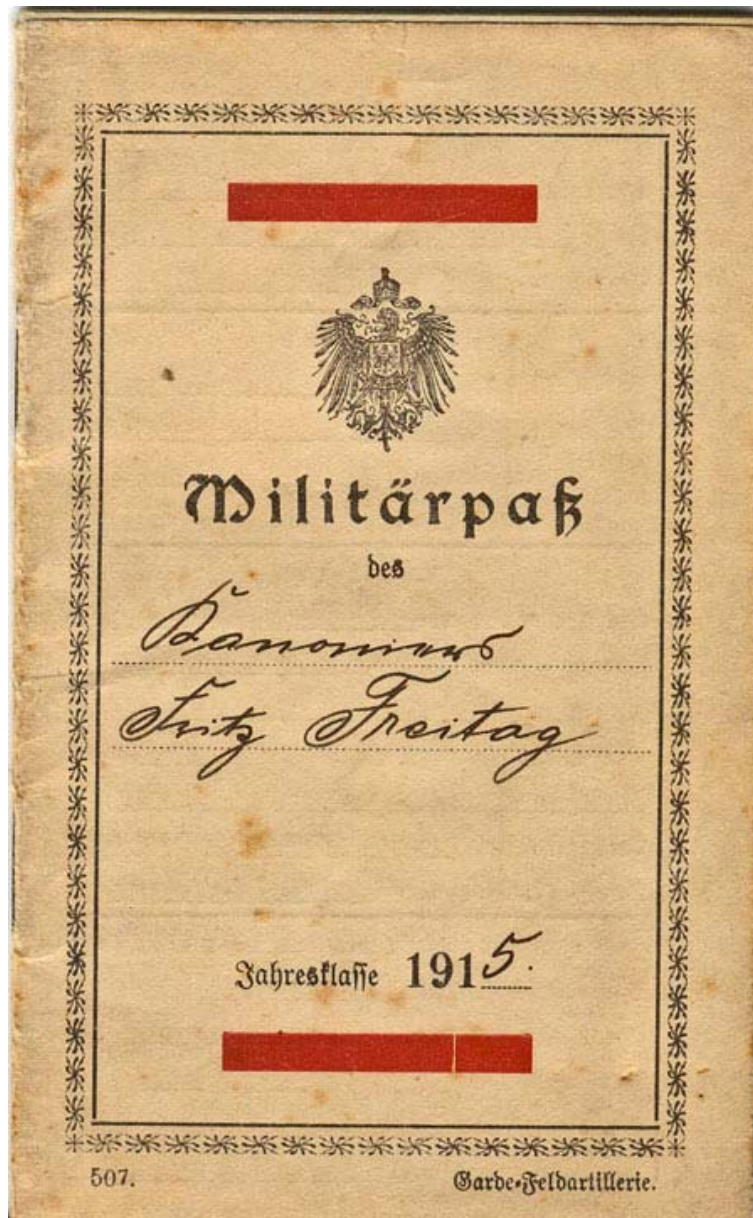 Militärpaß
des
Kanoniers
Fritz Freitag
Jahresklasse 1915.
507. Garde-Feldartillerie.